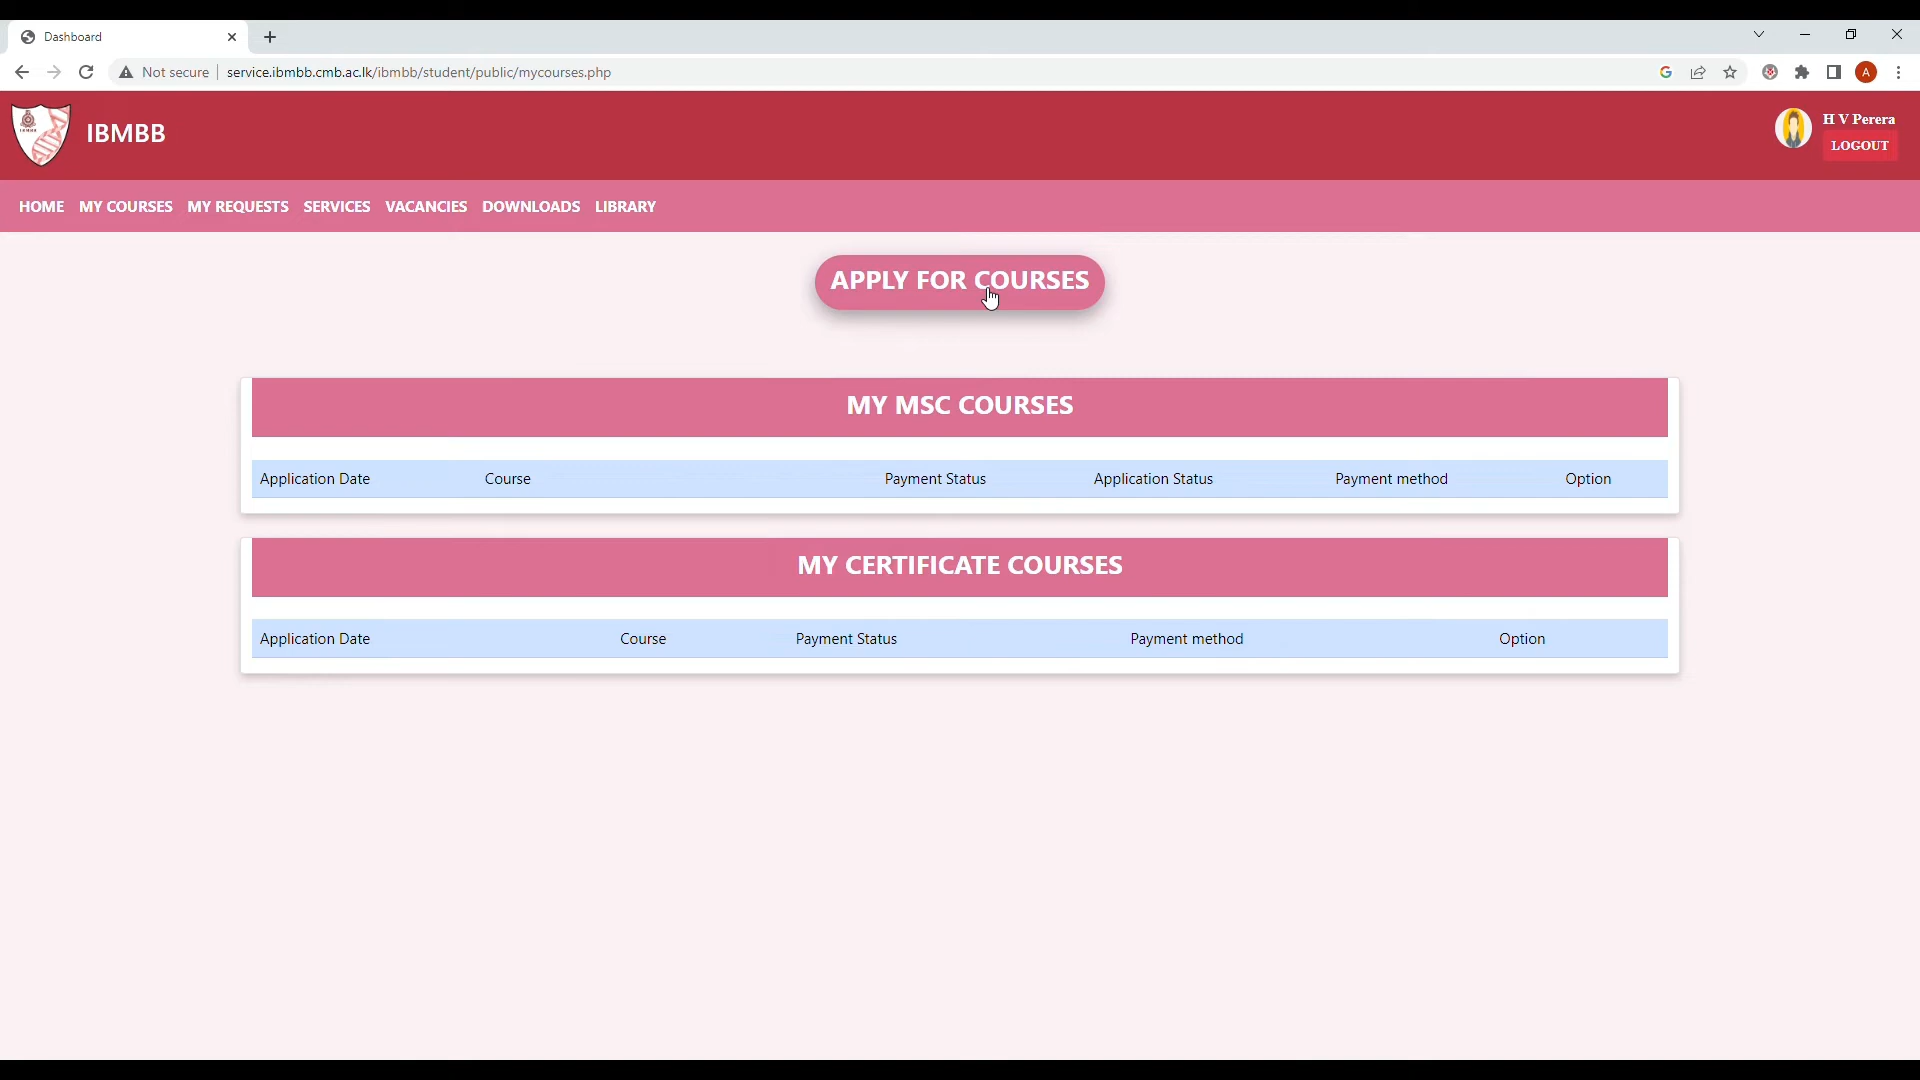 Dashboard
Not secure
service.ibmbb.cmb.ac.lk/ibmbb/student/public/mycourses.php
A
IBMBB
H V Perera
LOGOUT
HOME MY COURSES MY REQUESTS SERVICES VACANCIES DOWNLOADS LIBRARY
APPLY FOR COURSES
MY MSC COURSES
Application Date Course Payment Status Application Status Payment method Option
MY CERTIFICATE COURSES
Application Date Course Payment Status Payment method Option